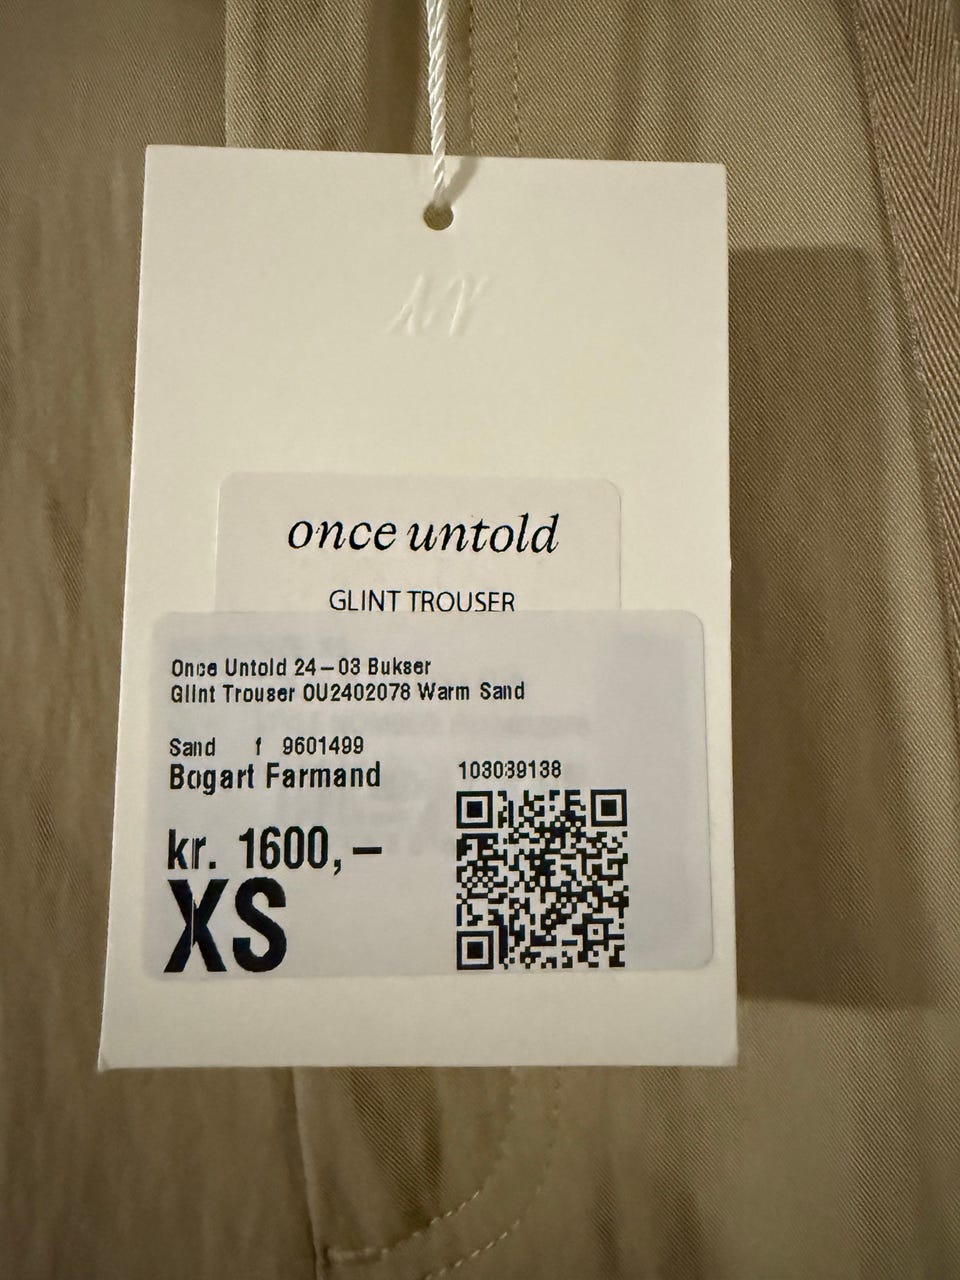 once untold
GLINT TROUSER
Once Untold 24-03 Bukser
Glint Trouser OU2402078 Warm Sand
Sand f 9601499
Bogart Farmand 103039138
kr. 1600,-
XS